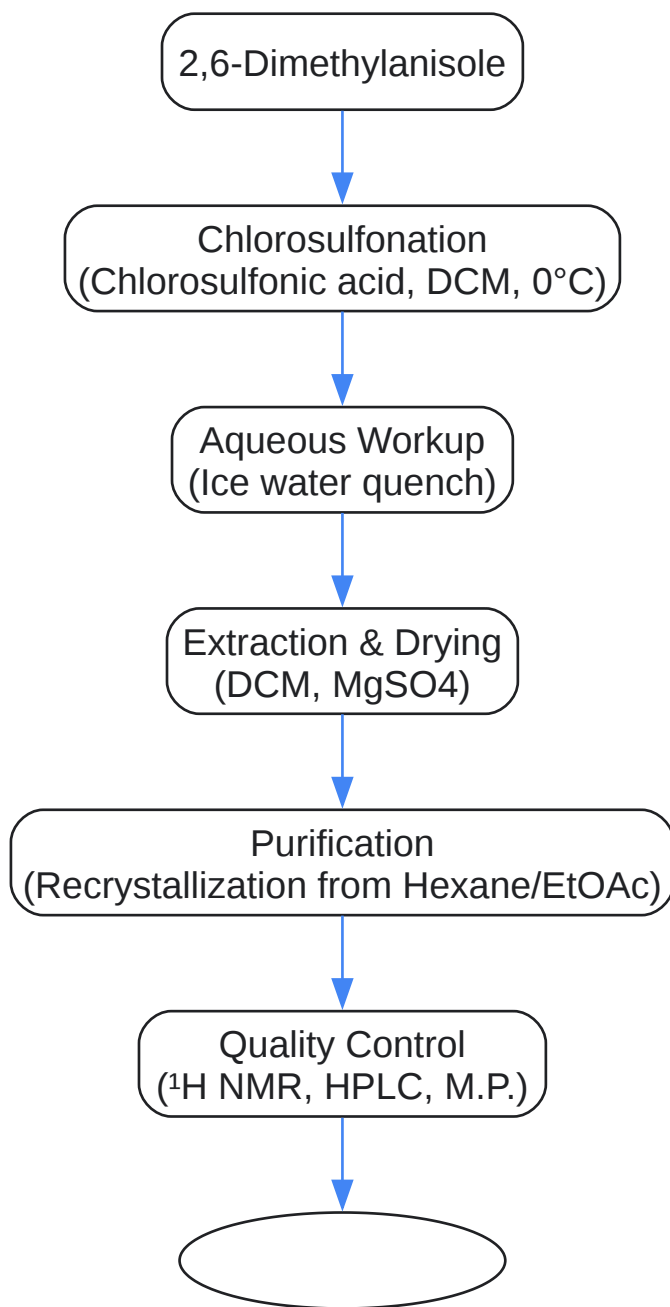 2,6-Dimethylanisole
Chlorosulfonation
(Chlorosulfonic acid, DCM, 0°C)
Aqueous Workup
(Ice water quench)
Extraction & Drying
(DCM, MgSO4)
Purification
(Recrystallization from Hexane/EtOAc)
Quality Control
(¹H NMR, HPLC, M.P.)